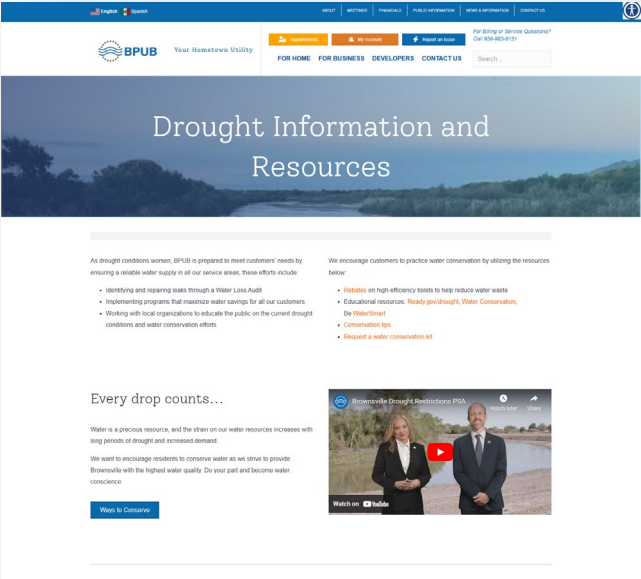 English Spanish
ABOUT MEETINGS FINANCIALS PUBLIC INFORMATION NEWS & INFORMATION CONTACT US
BPUB
Your Hometown Utility
Appointments
My Account
Report an Issue
For Billing or Service Questions?
Call 956-983-6121
FOR HOME FOR BUSINESS DEVELOPERS CONTACT US
Search...
Drought Information and
Resources
As drought conditions worsen, BPUB is prepared to meet customers' needs by
ensuring a reliable water supply in all our service areas; these efforts include:
• Identifying and repairing leaks through a Water Loss Audit
• Implementing programs that maximize water savings for all our customers
• Working with local organizations to educate the public on the current drought
conditions and water conservation efforts
We encourage customers to practice water conservation by utilizing the resources
below:
• Rebates on high-efficiency toilets to help reduce water waste
• Educational resources: Ready.gov/drought, Water Conservation,
Be WaterSmart
• Conservation tips
• Request a water conservation kit
Every drop counts...
Water is a precious resource, and the strain on our water resources increases with
long periods of drought and increased demand.
We want to encourage residents to conserve water as we strive to provide
Brownsville with the highest water quality. Do your part and become water
conscience.
Ways to Conserve
Brownsville Drought Restrictions PSA
Watch later
Share
Watch on YouTube